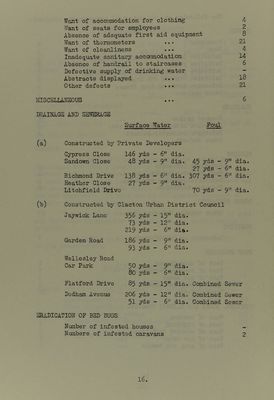 Want of accommodation for clothing 4
Want of seats for employees 2
Absence of adequate first aid equipment 8
Want of thermometers ... 21
Want of cleanliness ... 4
Inadequate sanitary accommodation 14
Absence of handrail to staircases 6
Defective supply of drinking water -
Abstracts displayed ... 18
Other defects ... 21
MISCELLANEOUS ... 6
DRAINAGE AND SEWERAGE
Surface Water Foul
(a) Constructed by Private Developers
Cypress Close 146 yds - 6" dia.
Sandown Close 48 yds - 9" dia. 45 yds - 9" dia.
27 yds - 6" dia.
Richmond Drive 138 yds - 6" dia. 307 yds - 6" dia.
Heather Close 27 yds - 9" dia.
Litchfield Drive 70 yds - 9" dia.
(b) Constructed by Clacton Urban District Council
Jaywick Lane 356 yds - 15" dia.
73 yds - 12" dia.
219 yds - 6" dia.
Garden Road 186 yds - 9" dia.
93 yds - 6" dia.
Wellesley Road
Car Park 50 yds - 9" dia.
80 yds - 6" dia.
Flatford Drive 85 yds - 15" dia. Combined Sewer
Dedham Avenue 206 yds - 12" dia. Combined Sewer
51 yds - 6" dia. Combined Sewer
ERADICATION OF BED BUGS
Number of infested houses -
Numbers of infested caravans 2
16.